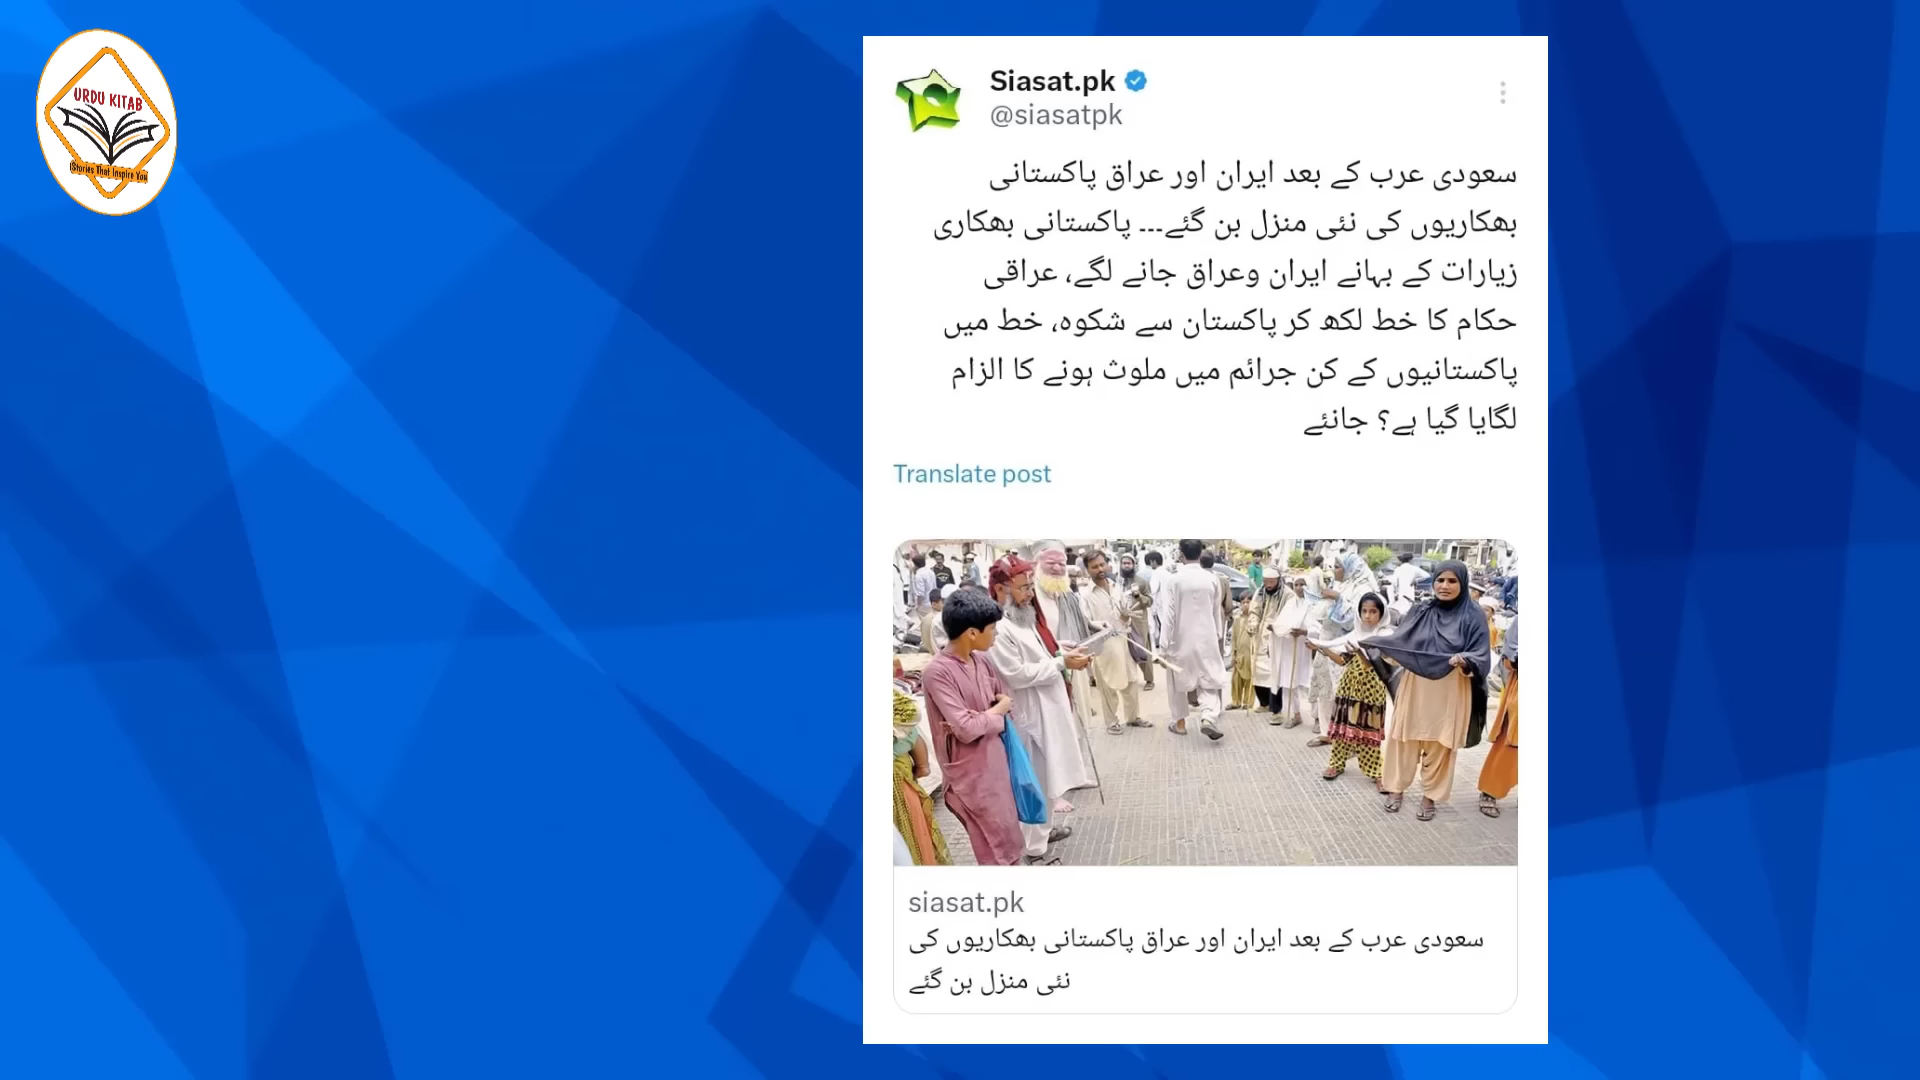 URDU KITAB
Stories That Inspire You
Siasat.pk
@siasatpk
سعودی عرب کے بعد ایران اور عراق پاکستانی
بھکاریوں کی نئی منزل بن گئے۔۔۔ پاکستانی بھکاری
زیارات کے بہانے ایران وعراق جانے لگے، عراقی
حکام کا خط لکھ کر پاکستان سے شکوہ، خط میں
پاکستانیوں کے کن جرائم میں ملوث ہونے کا الزام
لگایا گیا ہے؟ جانئے
Translate post
siasat.pk
سعودی عرب کے بعد ایران اور عراق پاکستانی بھکاریوں کی
نئی منزل بن گئے